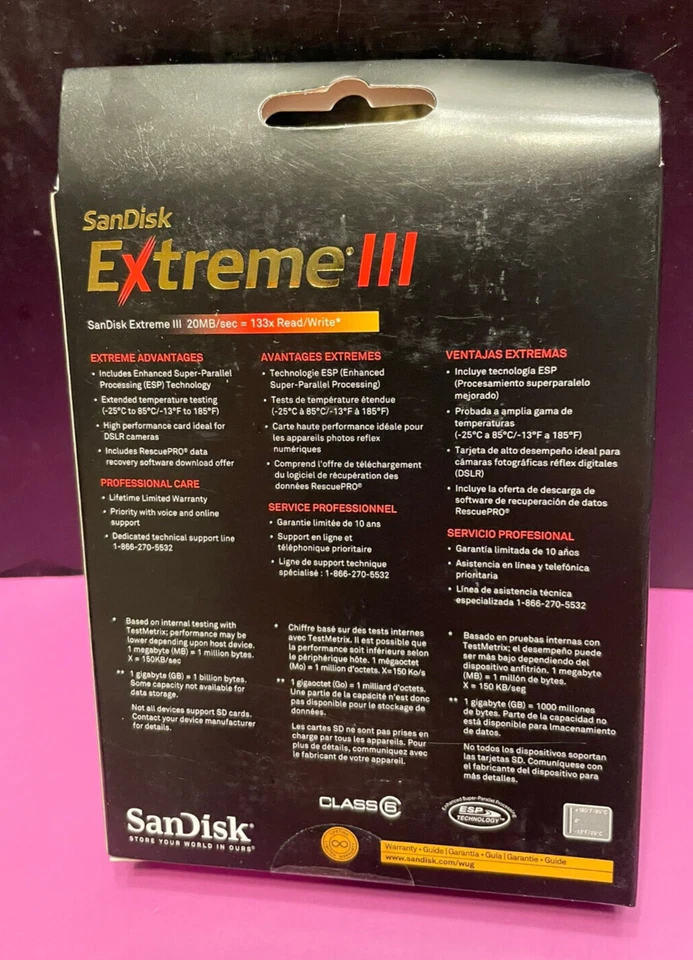 SanDisk
Extreme® III
SanDisk Extreme III 20MB/sec = 133x Read/Write*
EXTREME ADVANTAGES
• Includes Enhanced Super-Parallel
Processing (ESP) Technology
• Extended temperature testing
(-25°C to 85°C/-13°F to 185°F)
• High performance card ideal for
DSLR cameras
• Includes RescuePRO® data
recovery software download offer
PROFESSIONAL CARE
• Lifetime Limited Warranty
• Priority with voice and online
support
• Dedicated technical support line
1-866-270-5532
* Based on internal testing with
TestMetrix; performance may be
lower depending upon host device.
1 megabyte (MB) = 1 million bytes.
X = 150KB/sec
** 1 gigabyte (GB) = 1 billion bytes.
Some capacity not available for
data storage.
Not all devices support SD cards.
Contact your device manufacturer
for details.
AVANTAGES EXTREMES
• Technologie ESP (Enhanced
Super-Parallel Processing)
• Tests de température étendue
(-25°C à 85°C/-13°F à 185°F)
• Carte haute performance idéale pour
les appareils photos reflex
numériques
• Comprend l'offre de téléchargement
du logiciel de récupération des
données RescuePRO®
SERVICE PROFESSIONNEL
• Garantie limitée de 10 ans
• Support en ligne et
téléphonique prioritaire
• Ligne de support technique
spécialisé : 1-866-270-5532
* Chiffre basé sur des tests internes
avec TestMetrix. Il est possible que
la performance soit inférieure selon
le périphérique hôte. 1 mégaoctet
(Mo) = 1 million d'octets. X=150 Ko/s
** 1 gigaoctet (Go) = 1 milliard d'octets.
Une partie de la capacité n'est donc
pas disponible pour le stockage de
données.
Les cartes SD ne sont pas prises en
charge par tous les appareils. Pour
plus de détails, communiquez avec
le fabricant de votre appareil.
VENTAJAS EXTREMAS
• Incluye tecnología ESP
(Procesamiento superparalelo
mejorado)
• Probada a amplia gama de
temperaturas
(-25°C a 85°C/-13°F a 185°F)
• Tarjeta de alto desempeño ideal para
cámaras fotográficas réflex digitales
(DSLR)
• Incluye la oferta de descarga de
software de recuperación de datos
RescuePRO®
SERVICIO PROFESIONAL
• Garantía limitada de 10 años
• Asistencia en línea y telefónica
prioritaria
• Línea de asistencia técnica
especializada 1-866-270-5532
* Basado en pruebas internas con
TestMetrix; el desempeño puede
ser más bajo dependiendo del
dispositivo anfitrión. 1 megabyte
(MB) = 1 millón de bytes.
X = 150 KB/seg
** 1 gigabyte (GB) = 1000 millones
de bytes. Parte de la capacidad no
está disponible para lmacenamiento
de datos.
No todos los dispositivos soportan
las tarjetas SD. Comuníquese con
el fabricante del dispositivo para
más detalles.
SanDisk®
STORE YOUR WORLD IN OURS®
CLASS 6
Enhanced Super-Parallel Processing
ESP
TECHNOLOGY™
Warranty • Guide | Garantía • Guía | Garantie • Guide
www.sandisk.com/wug